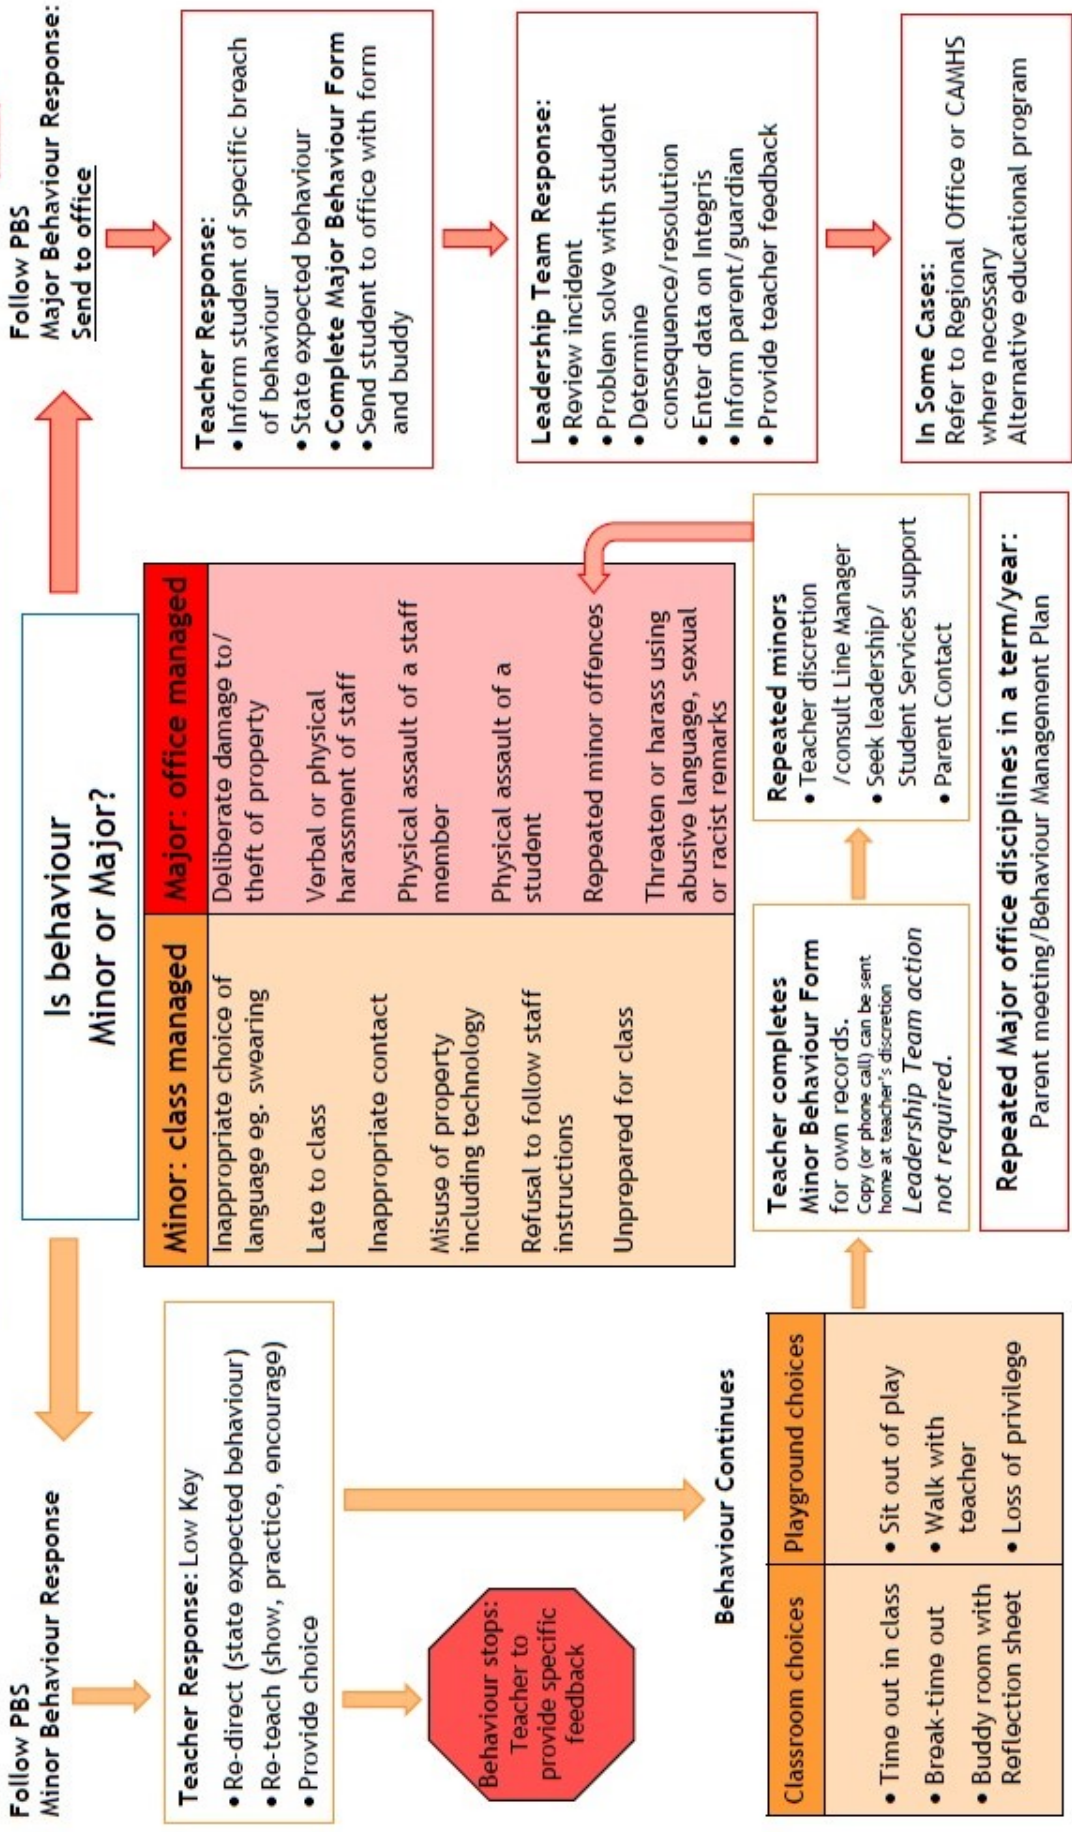 Is behaviour
Minor or Major?
Follow PBS
Minor Behaviour Response
Teacher Response: Low Key
• Re-direct (state expected behaviour)
• Re-teach (show, practice, encourage)
• Provide choice
Behaviour stops:
Teacher to
provide specific
feedback
Behaviour Continues
Classroom choices
• Time out in class
• Break-time out
• Buddy room with
Reflection sheet
Playground choices
• Sit out of play
• Walk with
teacher
• Loss of privilege
Minor: class managed
Inappropriate choice of
language eg. swearing
Late to class
Inappropriate contact
Misuse of property
including technology
Refusal to follow staff
instructions
Unprepared for class
Major: office managed
Deliberate damage to/
theft of property
Verbal or physical
harassment of staff
Physical assault of a staff
member
Physical assault of a
student
Repeated minor offences
Threaten or harass using
abusive language, sexual
or racist remarks
Teacher completes
Minor Behaviour Form
for own records.
Copy (or phone call) can be sent
home at teacher's discretion
Leadership Team action
not required.
Repeated minors
• Teacher discretion
/consult Line Manager
• Seek leadership/
Student Services support
• Parent Contact
Repeated Major office disciplines in a term/year:
Parent meeting/Behaviour Management Plan
Follow PBS
Major Behaviour Response:
Send to office
Teacher Response:
• Inform student of specific breach
of behaviour
• State expected behaviour
• Complete Major Behaviour Form
• Send student to office with form
and buddy
Leadership Team Response:
• Review incident
• Problem solve with student
• Determine
consequence/resolution
• Enter data on Integris
• Inform parent/guardian
• Provide teacher feedback
In Some Cases:
Refer to Regional Office or CAMHS
where necessary
Alternative educational program